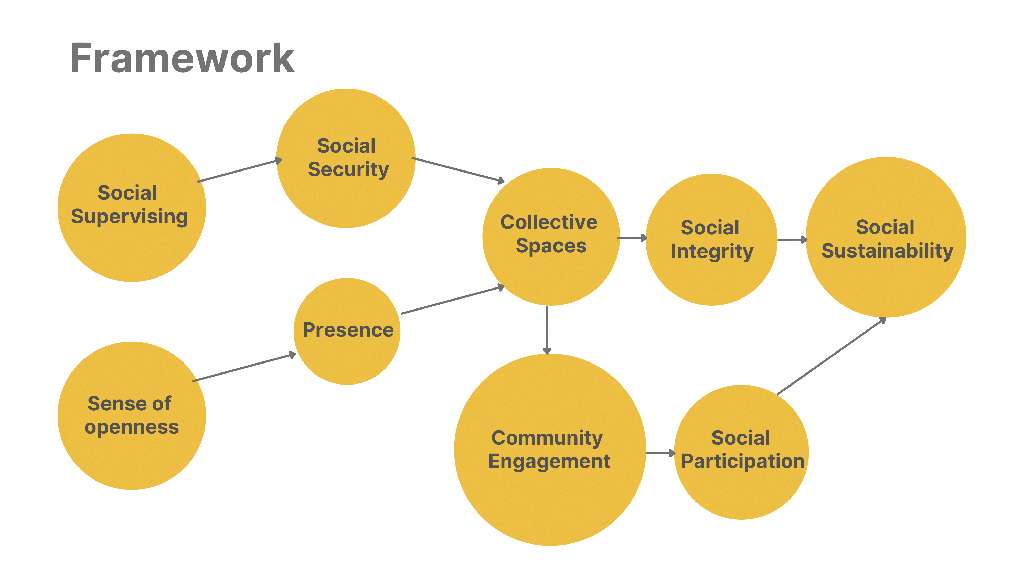 Framework
Social
Security
Social
Supervising
Collective
Spaces
Social
Integrity
Social
Sustainability
Presence
Sense of
openness
Community
Engagement
Social
Participation